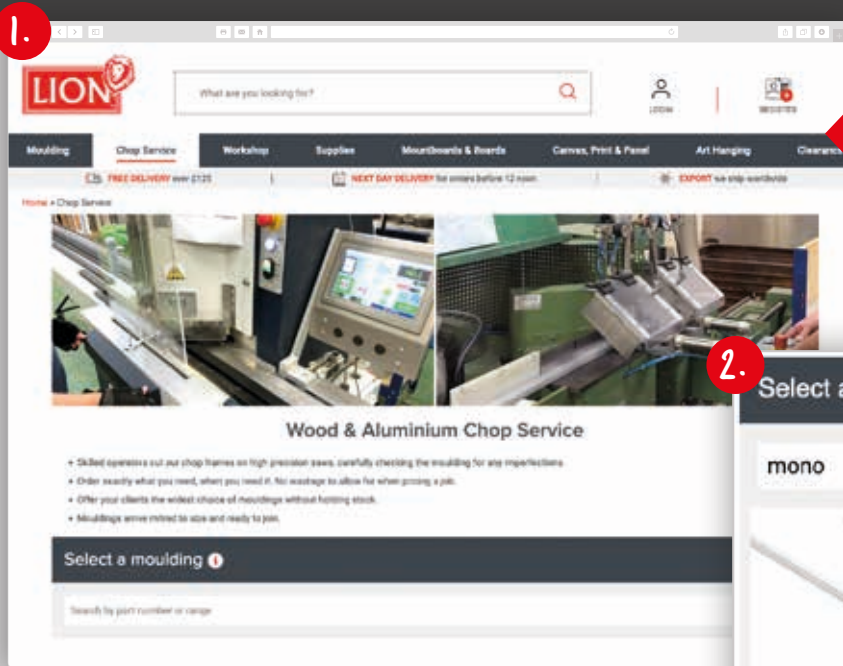 1.
LION
What are you looking for?
LOGIN
REGISTER
Moulding Chop Service Workshop Supplies Mountboards & Boards Canvas, Print & Panel Art Hanging Clearance
FREE DELIVERY over £125 NEXT DAY DELIVERY for orders before 12 noon EXPORT we ship worldwide
Home » Chop Service
2.
Select a
mono
Wood & Aluminium Chop Service
• Skilled operators cut our chop frames on high precision saws, carefully checking the moulding for any imperfections.
• Order exactly what you need, when you need it. No wastage to allow for when pricing a job.
• Offer your clients the widest choice of mouldings without holding stock.
• Mouldings arrive mitred to size and ready to join.
Select a moulding
Search by part number or range